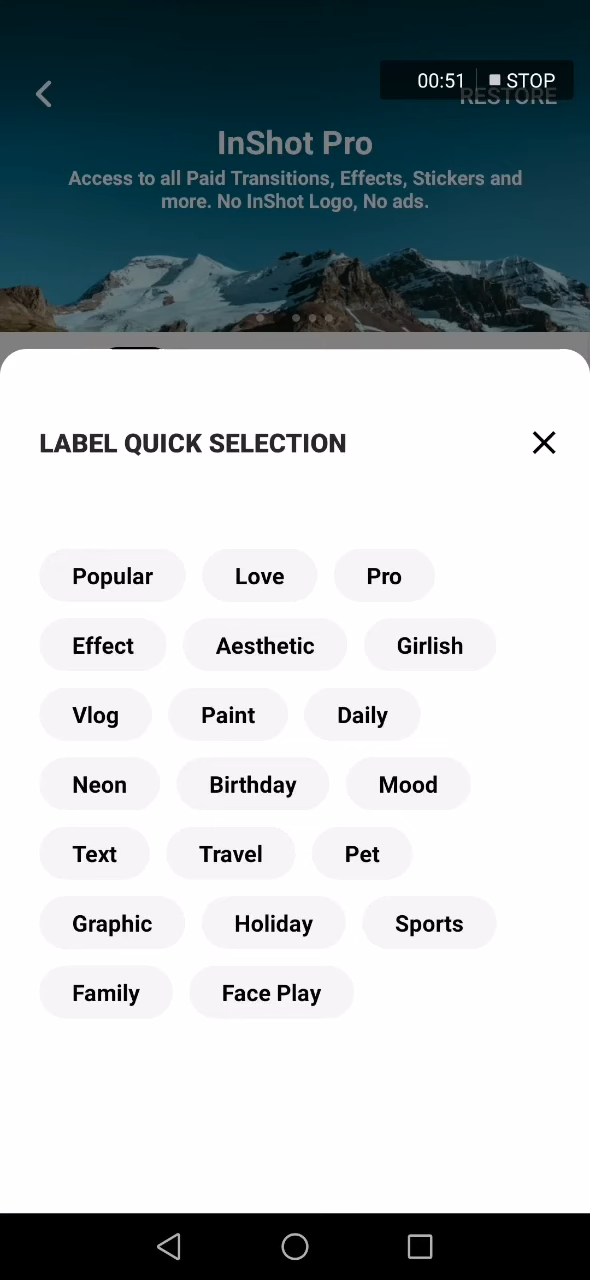 00:51 STOP
RESTORE
InShot Pro
Access to all Paid Transitions, Effects, Stickers and
more. No InShot Logo, No ads.
LABEL QUICK SELECTION
Popular Love Pro
Effect Aesthetic Girlish
Vlog Paint Daily
Neon Birthday Mood
Text Travel Pet
Graphic Holiday Sports
Family Face Play